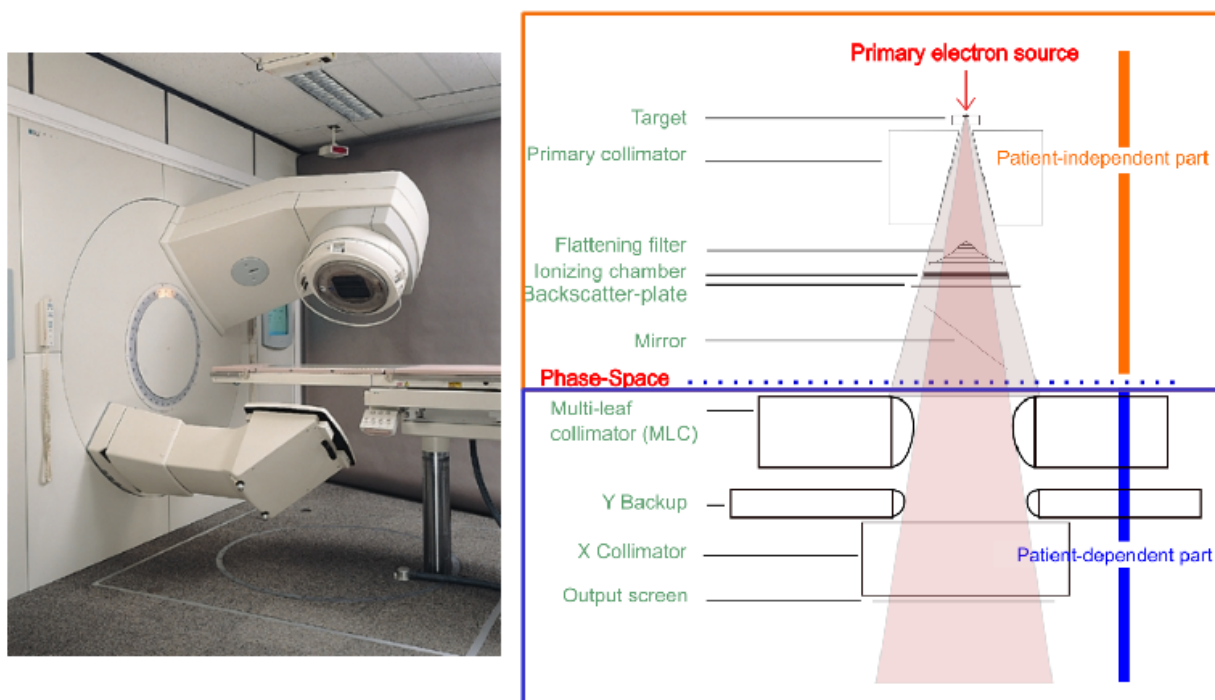 Primary electron source
Target
Primary collimator
Patient-independent part
Flattening filter
Ionizing chamber
Backscatter-plate
Mirror
Phase-Space
Multi-leaf
collimator (MLC)
Y Backup
X Collimator
Patient-dependent part
Output screen